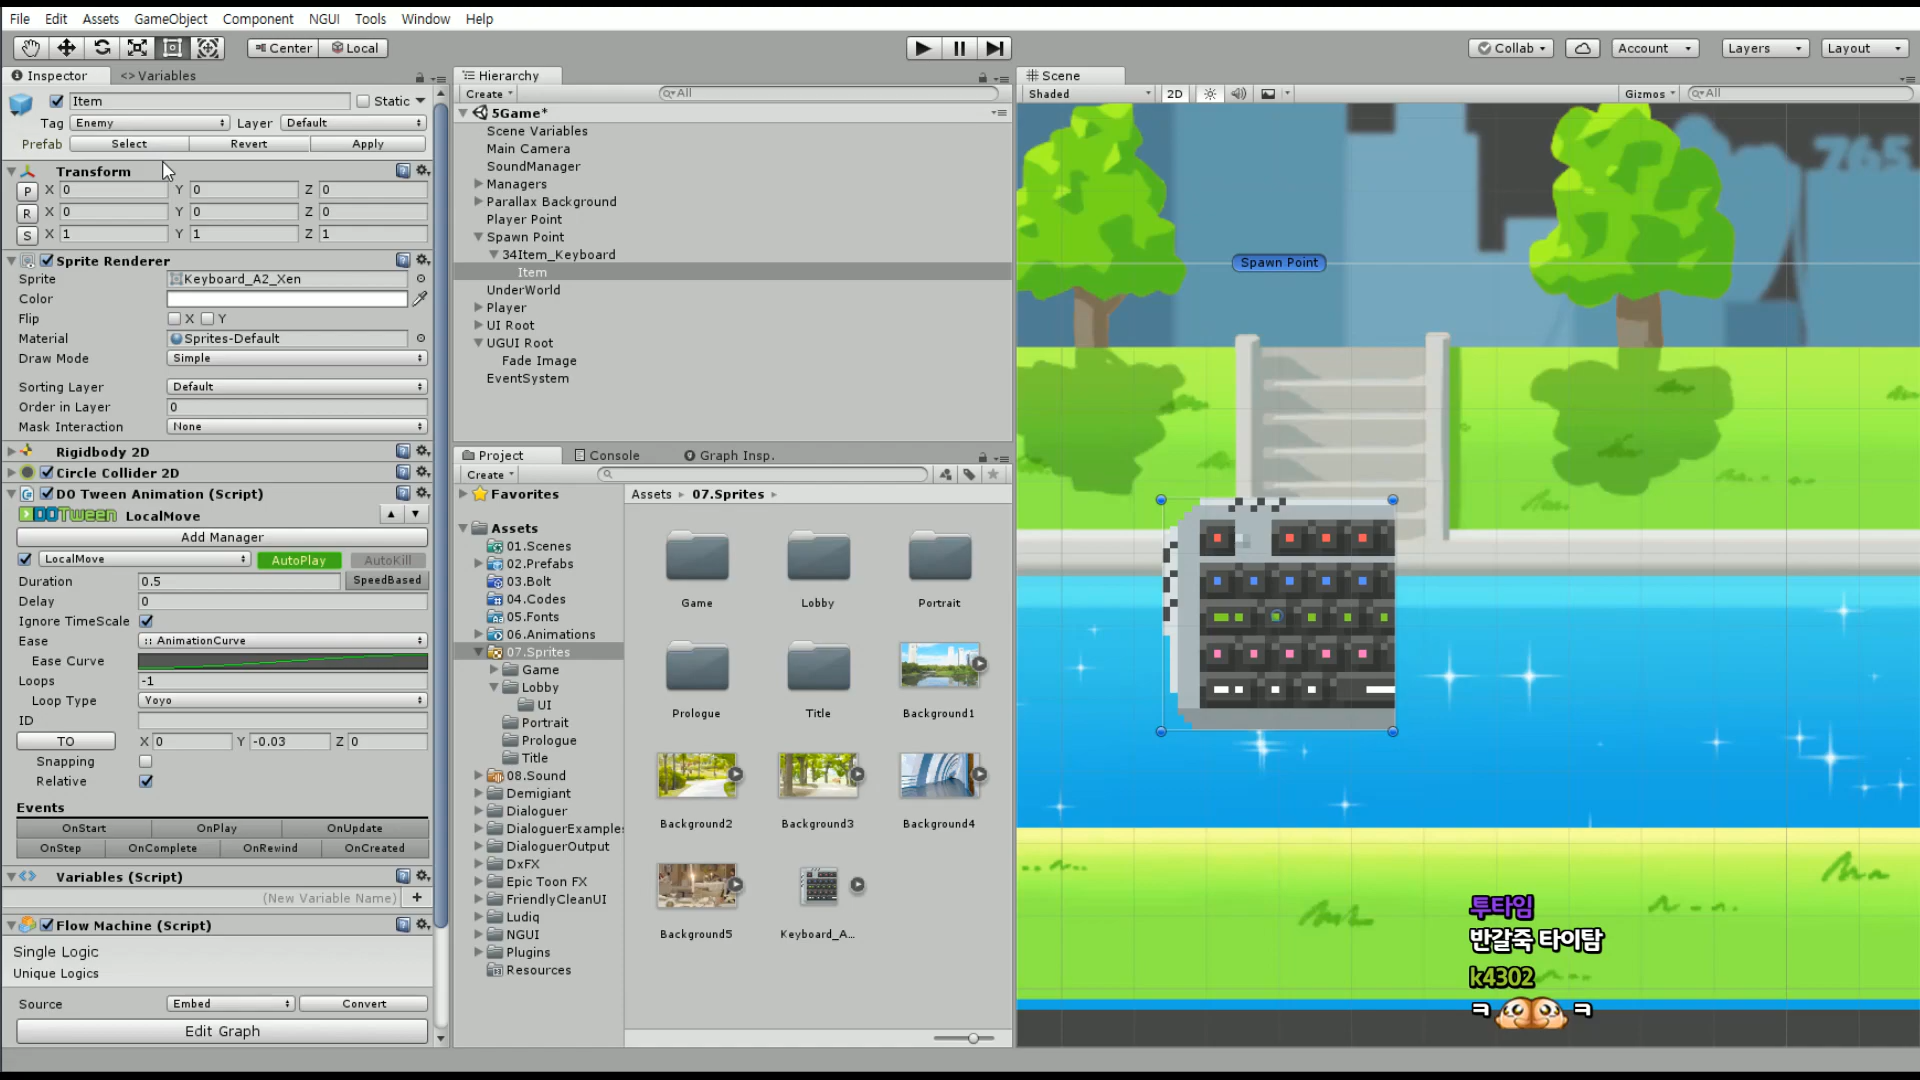 File Edit Assets GameObject Component NGUI Tools Window Help
Center Local
Collab Account Layers Layout
Inspector <> Variables
Item Static
Tag Enemy Layer Default
Prefab Select Revert Apply
Transform
P X 0 Y 0 Z 0
R X 0 Y 0 Z 0
S X 1 Y 1 Z 1
Sprite Renderer
Sprite Keyboard_A2_Xen
Color
Flip X Y
Material Sprites-Default
Draw Mode Simple
Sorting Layer Default
Order in Layer 0
Mask Interaction None
Rigidbody 2D
Circle Collider 2D
DO Tween Animation (Script)
DOTween LocalMove
Add Manager
LocalMove AutoPlay AutoKill
Duration 0.5 SpeedBased
Delay 0
Ignore TimeScale
Ease :: AnimationCurve
Ease Curve
Loops -1
Loop Type Yoyo
ID
TO X 0 Y -0.03 Z 0
Snapping
Relative
Events
OnStart OnPlay OnUpdate
OnStep OnComplete OnRewind OnCreated
Variables (Script)
(New Variable Name) +
Flow Machine (Script)
Single Logic
Unique Logics
Source Embed Convert
Edit Graph
Hierarchy
Create All
5Game*
Scene Variables
Main Camera
SoundManager
Managers
Parallax Background
Player Point
Spawn Point
34Item_Keyboard
Item
UnderWorld
Player
UI Root
UGUI Root
Fade Image
EventSystem
Project Console Graph Insp.
Create
Favorites
Assets
01.Scenes
02.Prefabs
03.Bolt
04.Codes
05.Fonts
06.Animations
07.Sprites
Game
Lobby
UI
Portrait
Prologue
Title
08.Sound
Demigiant
Dialoguer
DialoguerExamples
DialoguerOutput
DxFX
Epic Toon FX
FriendlyCleanUI
Ludiq
NGUI
Plugins
Resources
Assets 07.Sprites
Game Lobby Portrait
Prologue Title Background1
Background2 Background3 Background4
Background5 Keyboard_A...
Scene
Shaded 2D Gizmos All
765
Spawn Point
투타임
반갈죽 타이탐
k4302
ㅋ ㅋ